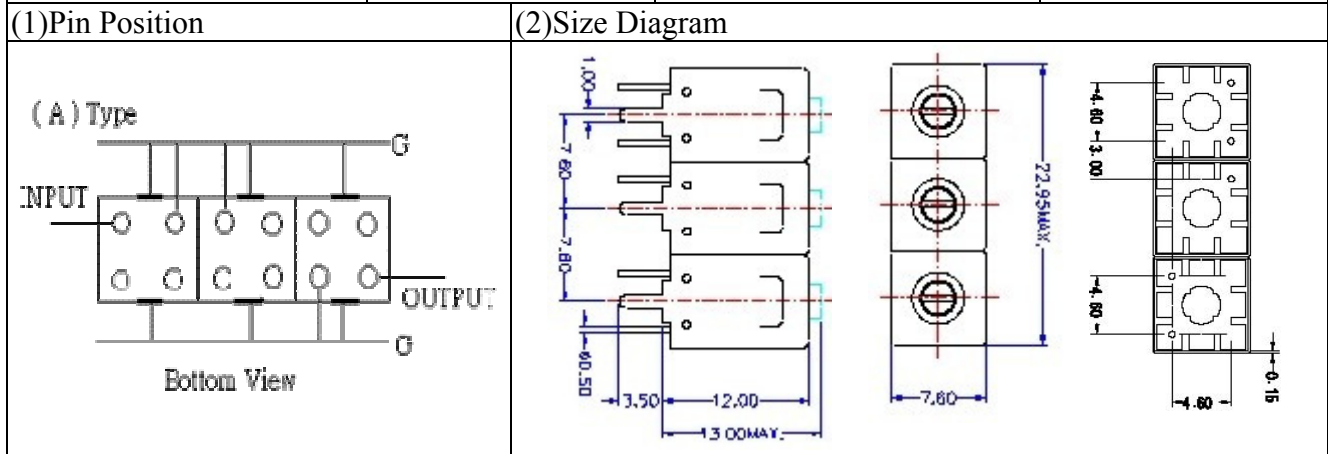 (1)Pin Position
(2)Size Diagram
( A ) Type
G
INPUT
OUTPUT
G
Bottom View
1.00
7.60
7.60
ϕ0.50
3.50
12.00
13.00MAX.
22.95MAX.
7.60
4.60
3.00
4.60
4.60
0.15